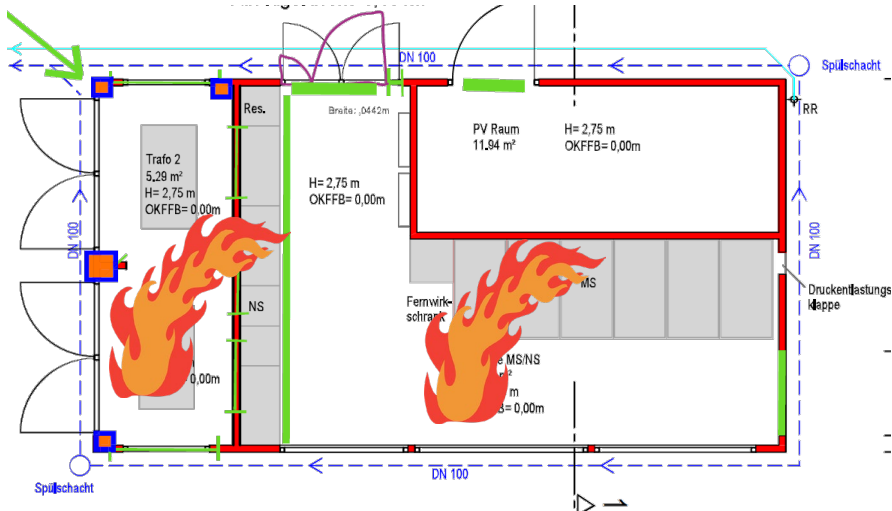 DN 100
Spülschacht
RR
Res.
Breite: ,0442m
PV Raum
11.94 m²
H= 2,75 m
OKFFB= 0,00m
Trafo 2
5.29 m²
H= 2,75 m
OKFFB= 0,00m
H= 2,75 m
OKFFB= 0,00m
DN 100
DN 100
MS
NS
Fernwirk-
schrank
Druckentlastungs
klappe
e MS/NS
m²
m
B= 0,00m
= 0,00m
DN 100
Spülschacht
1